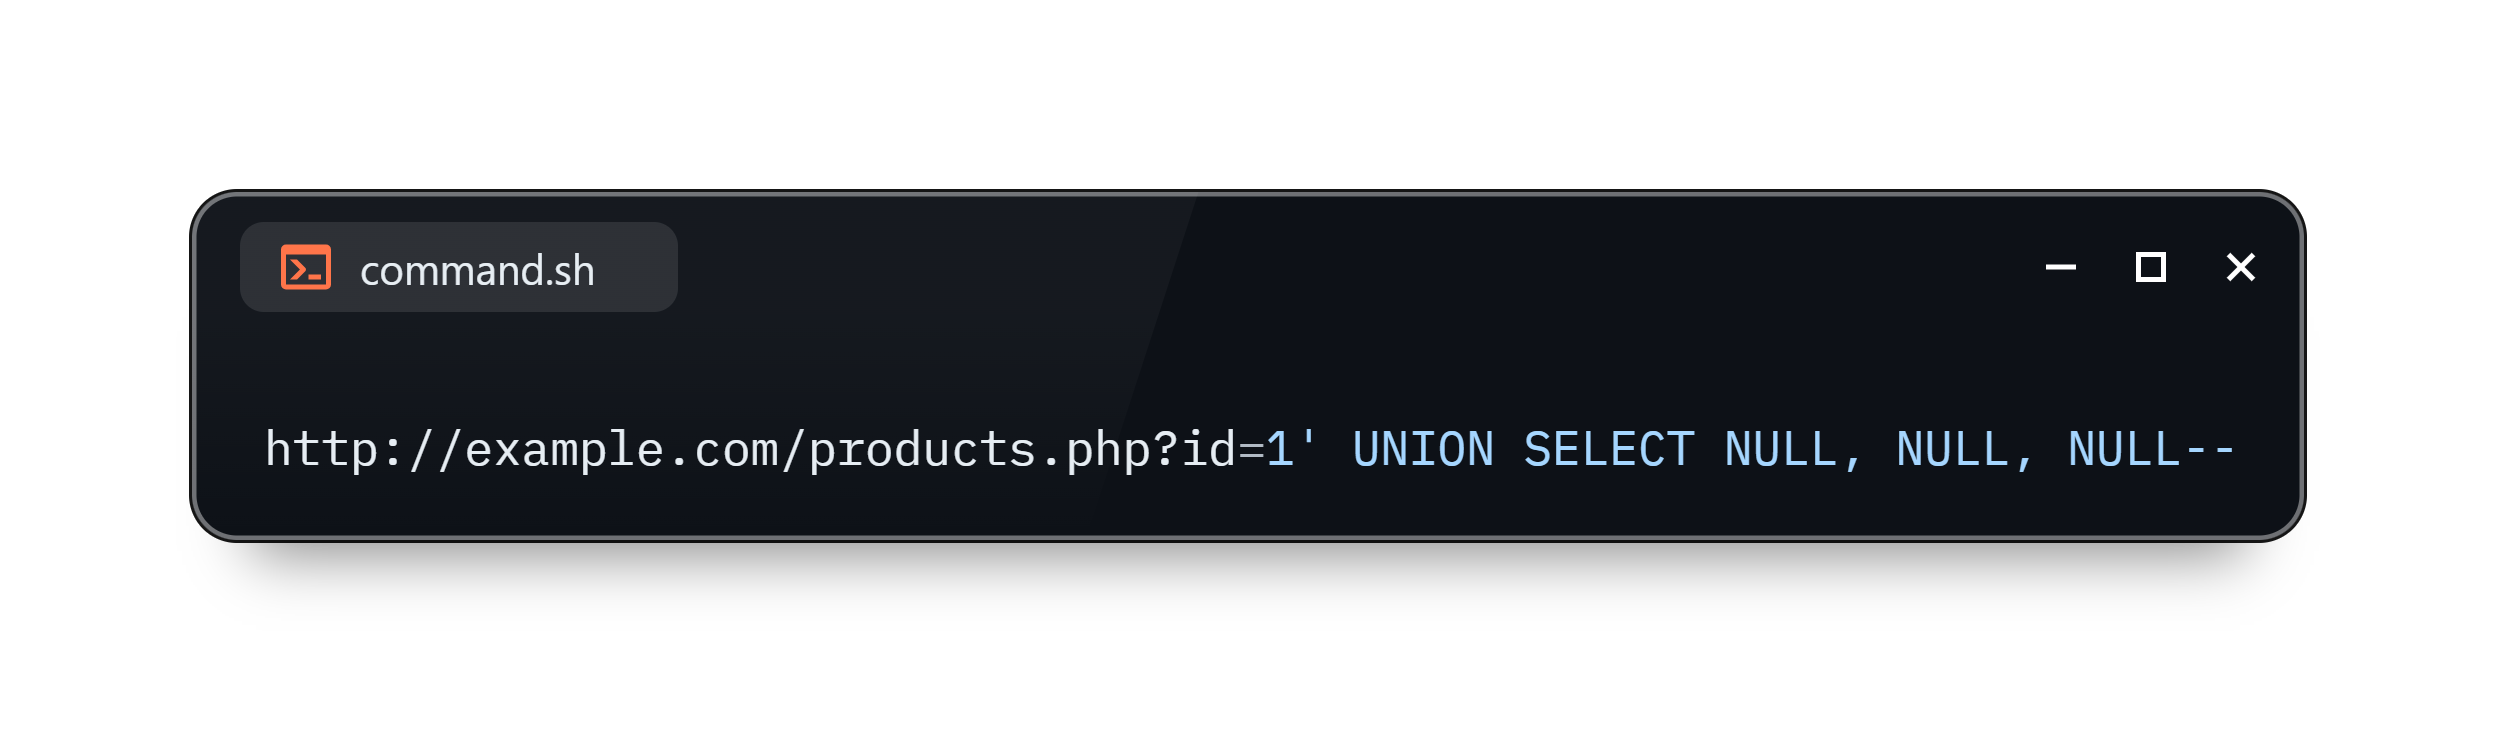 command.sh
http://example.com/products.php?id=1' UNION SELECT NULL, NULL, NULL--